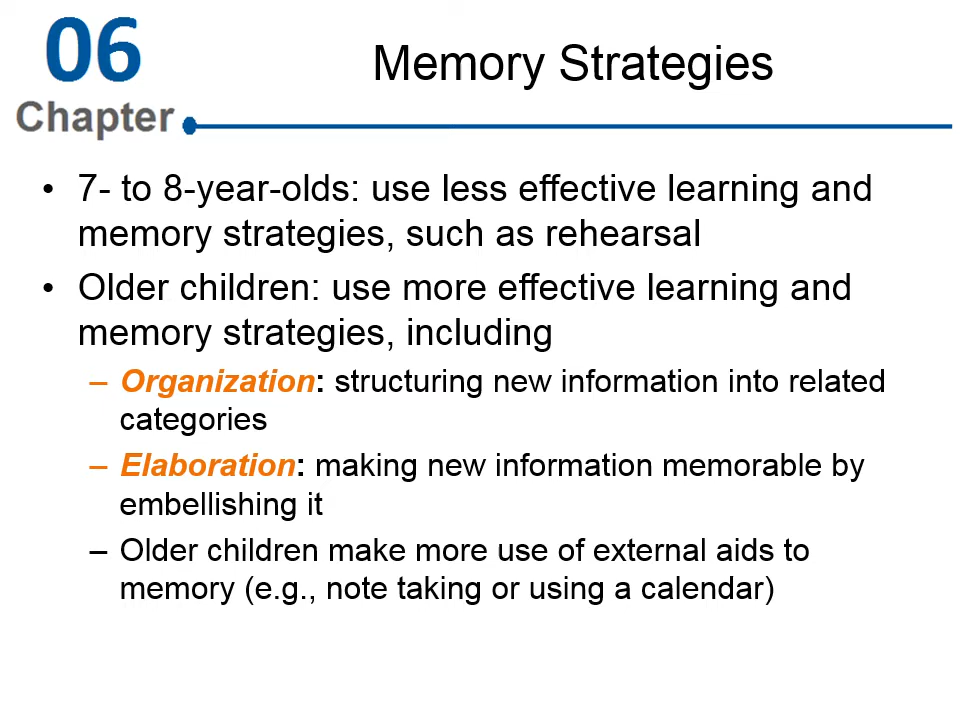 06
Chapter
Memory Strategies
• 7- to 8-year-olds: use less effective learning and
memory strategies, such as rehearsal
• Older children: use more effective learning and
memory strategies, including
– Organization: structuring new information into related
categories
– Elaboration: making new information memorable by
embellishing it
– Older children make more use of external aids to
memory (e.g., note taking or using a calendar)